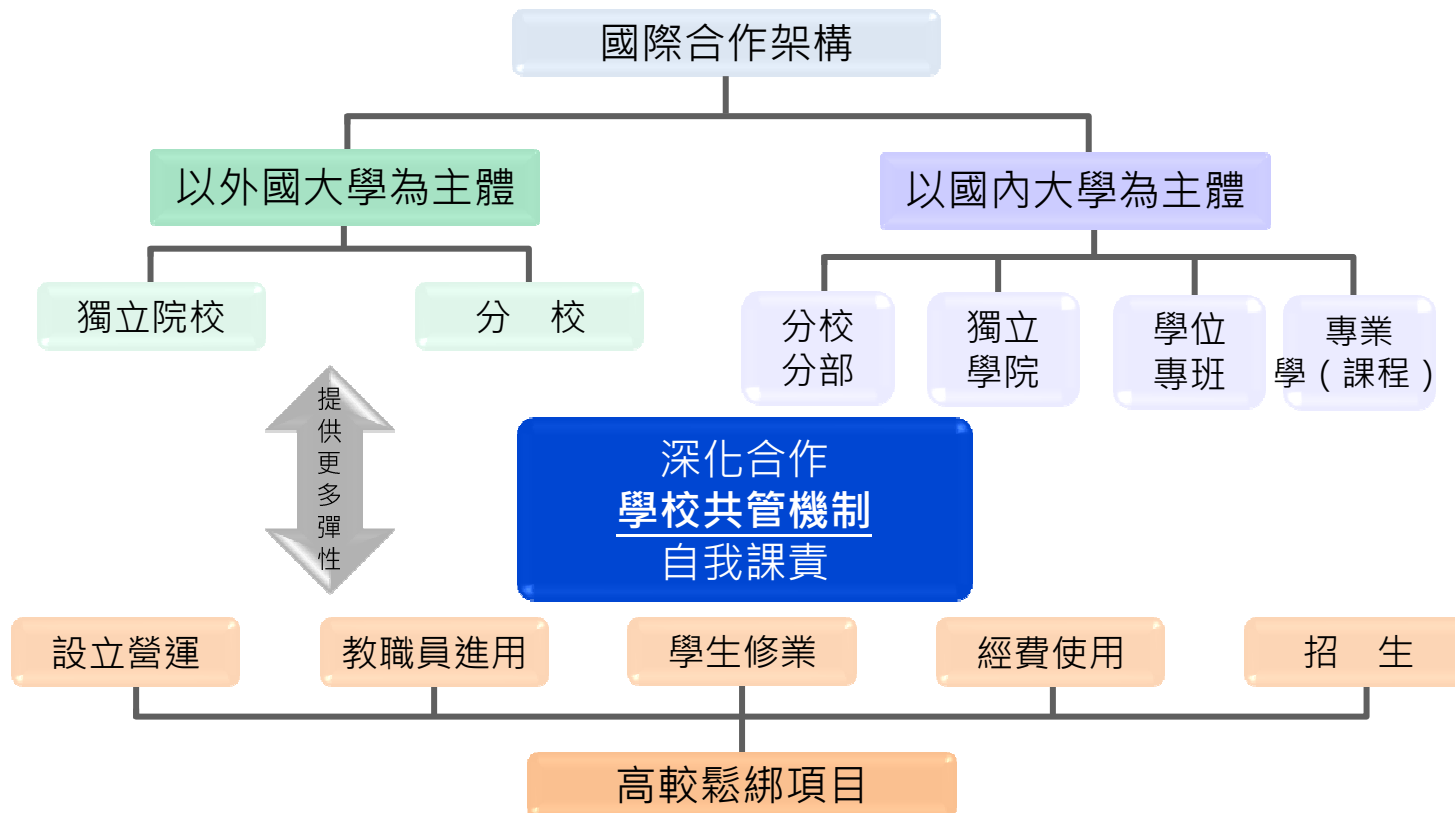 國際合作架構
以外國大學為主體
以國內大學為主體
獨立院校
分　校
分校
分部
獨立
學院
學位
專班
專業
學（課程）
提供更多彈性
深化合作
學校共管機制
自我課責
設立營運
教職員進用
學生修業
經費使用
招　生
高較鬆綁項目